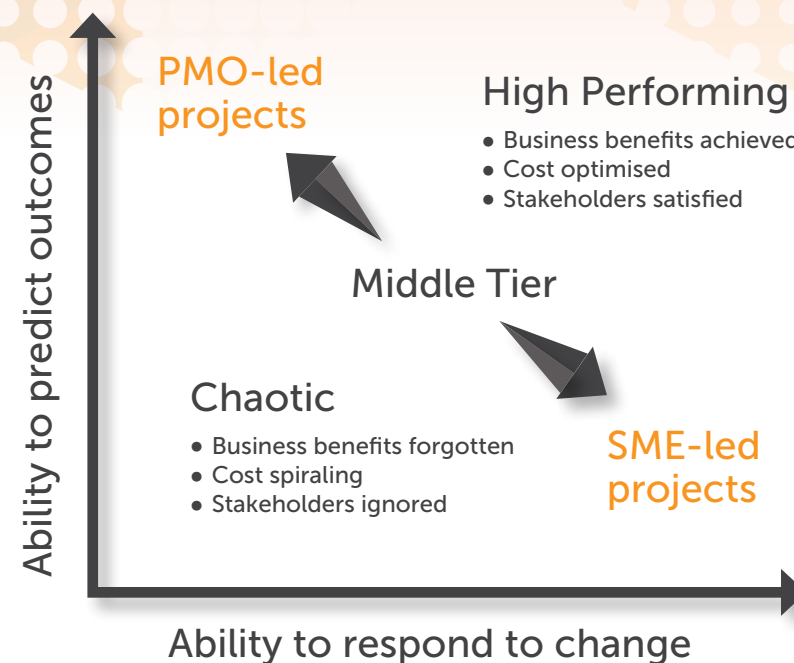 Ability to predict outcomes
PMO-led
projects
High Performing
• Business benefits achieved
• Cost optimised
• Stakeholders satisfied
Middle Tier
Chaotic
• Business benefits forgotten
• Cost spiraling
• Stakeholders ignored
SME-led
projects
Ability to respond to change